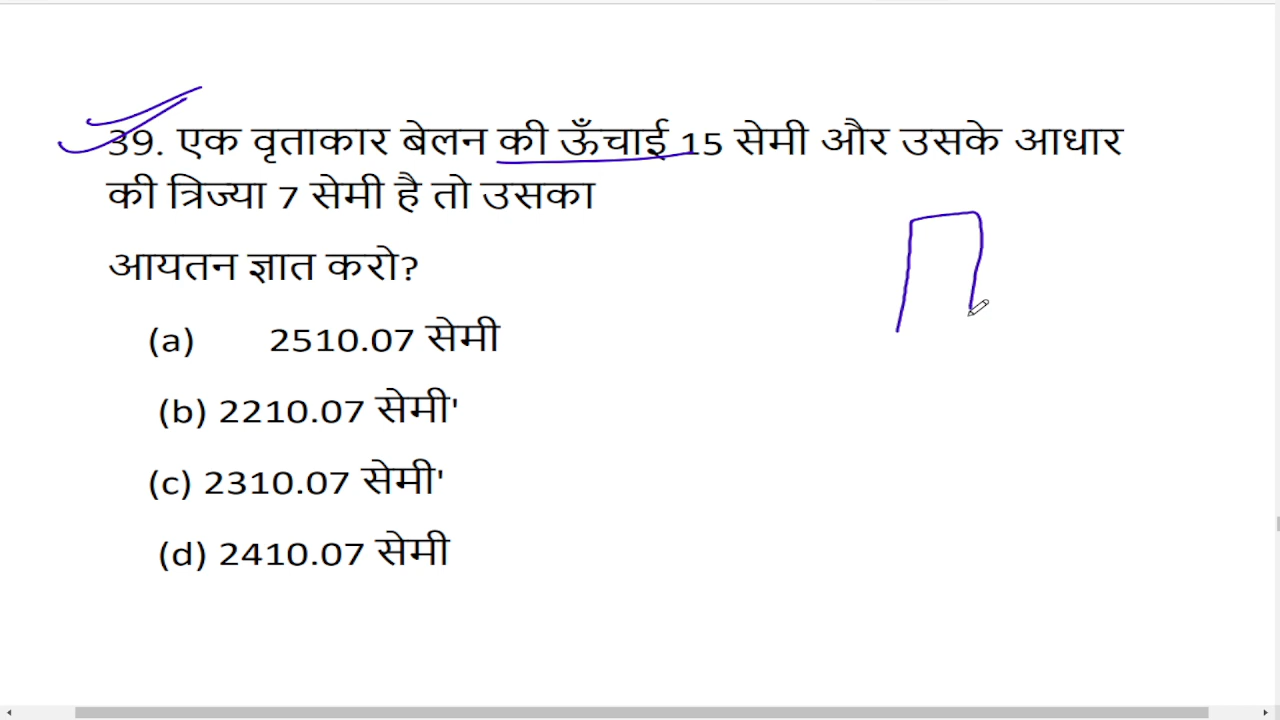 39. एक वृताकार बेलन की ऊँचाई 15 सेमी और उसके आधार
की त्रिज्या 7 सेमी है तो उसका
आयतन ज्ञात करो?
(a) 2510.07 सेमी
(b) 2210.07 सेमी'
(c) 2310.07 सेमी'
(d) 2410.07 सेमी